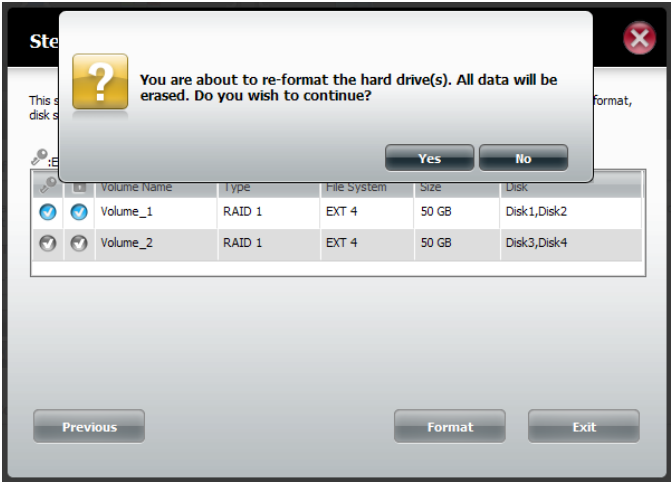 Ste
You are about to re-format the hard drive(s). All data will be
erased. Do you wish to continue?
This s
format,
disk s
Yes No
:E
Volume Name Type File System Size Disk
Volume_1 RAID 1 EXT 4 50 GB Disk1,Disk2
Volume_2 RAID 1 EXT 4 50 GB Disk3,Disk4
Previous Format Exit